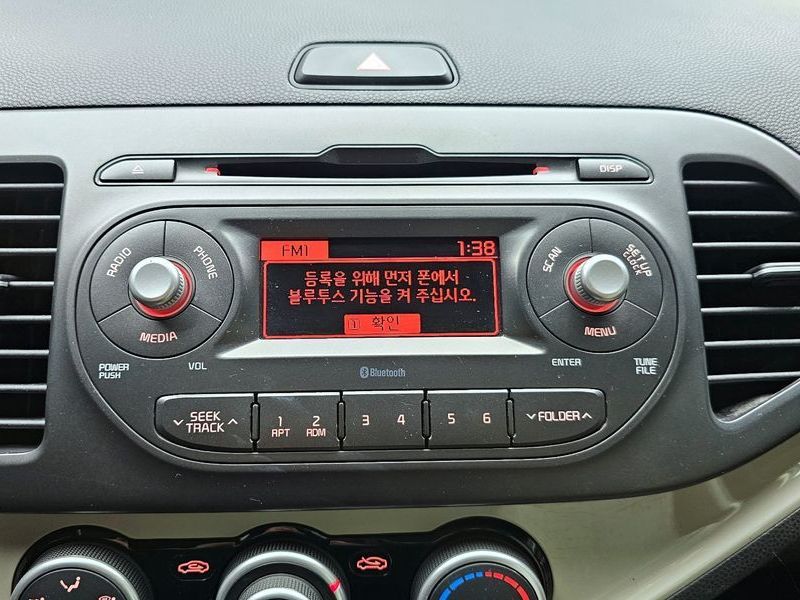 DISP
FM1 1:38
등록을 위해 먼저 폰에서
블루투스 기능을 켜 주십시오.
1 확인
RADIO
PHONE
MEDIA
POWER
PUSH
VOL
SCAN
SETUP
CLOCK
MENU
ENTER
TUNE
FILE
Bluetooth
SEEK
TRACK
1 RPT
2 RDM
3 4
5 6
FOLDER